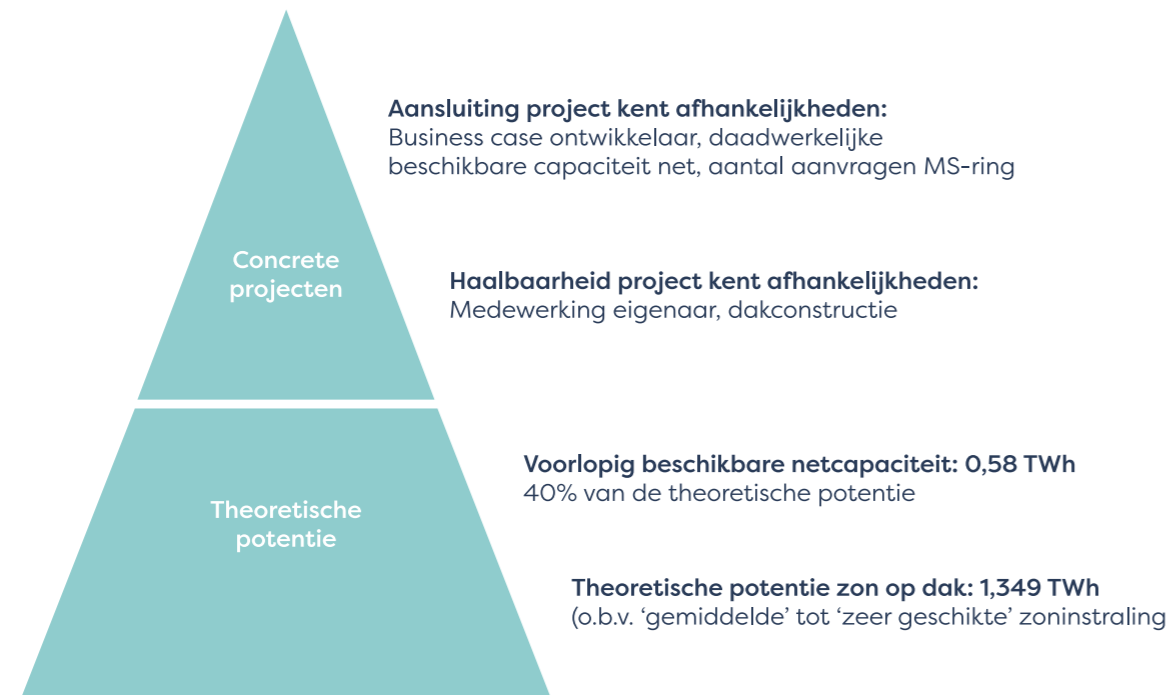 Aansluiting project kent afhankelijkheden:
Business case ontwikkelaar, daadwerkelijke
beschikbare capaciteit net, aantal aanvragen MS-ring
Concrete
projecten
Haalbaarheid project kent afhankelijkheden:
Medewerking eigenaar, dakconstructie
Voorlopig beschikbare netcapaciteit: 0,58 TWh
40% van de theoretische potentie
Theoretische
potentie
Theoretische potentie zon op dak: 1,349 TWh
(o.b.v. ‘gemiddelde’ tot ‘zeer geschikte’ zoninstraling